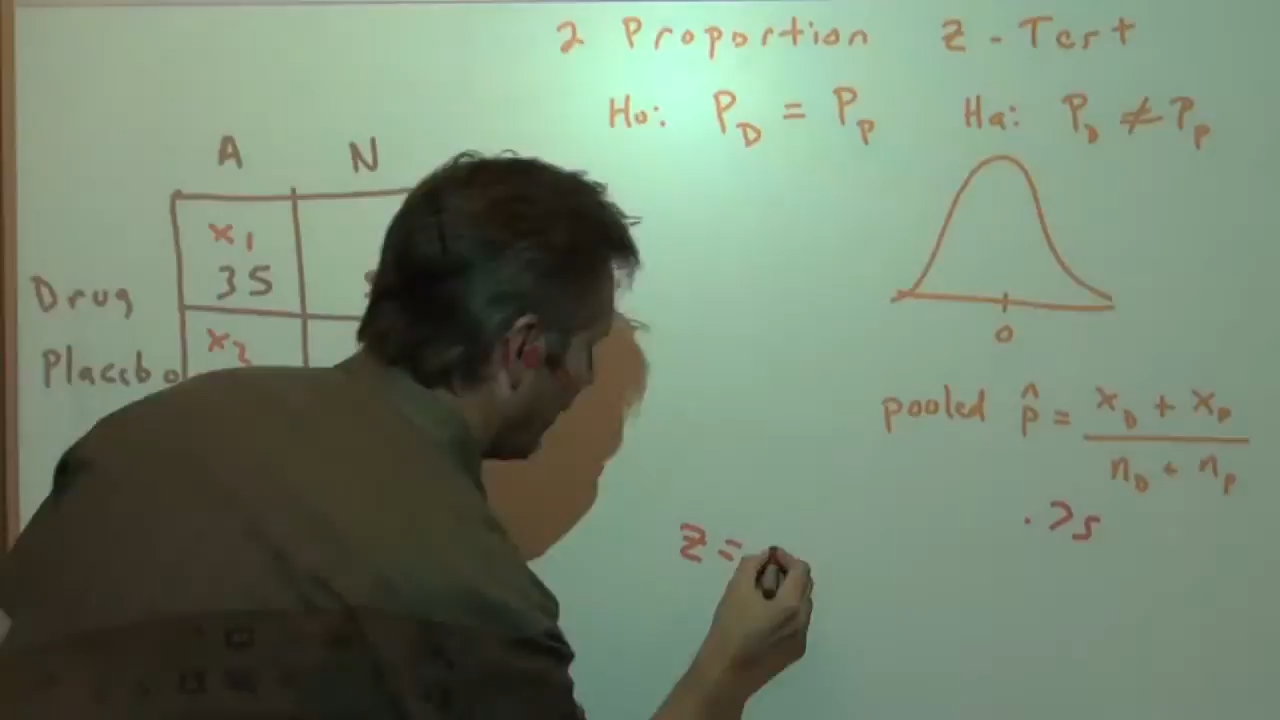 2 Proportion z-Test
Ho: P_D = P_P Ha: P_D ≠ P_P
A N
x₁
35
Drug
x₂
Placebo
0
pooled p̂ = x_D + x_P
n_D + n_P
z =